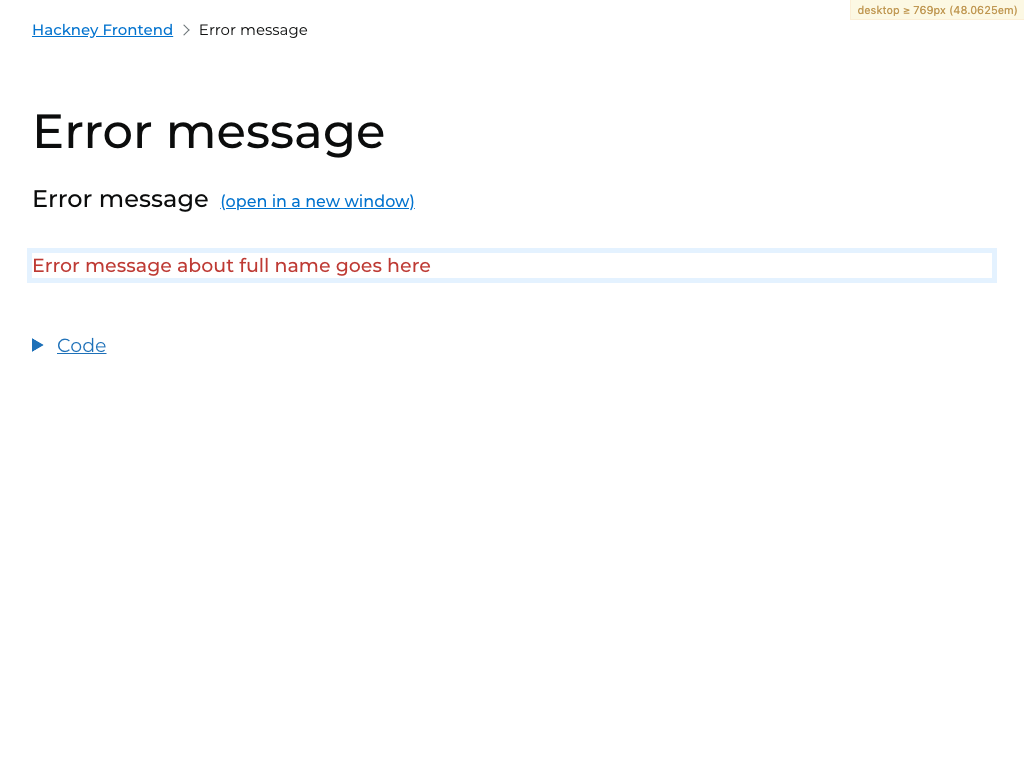 desktop ≥ 769px (48.0625em)
Hackney Frontend > Error message
Error message
Error message (open in a new window)
Error message about full name goes here
Code